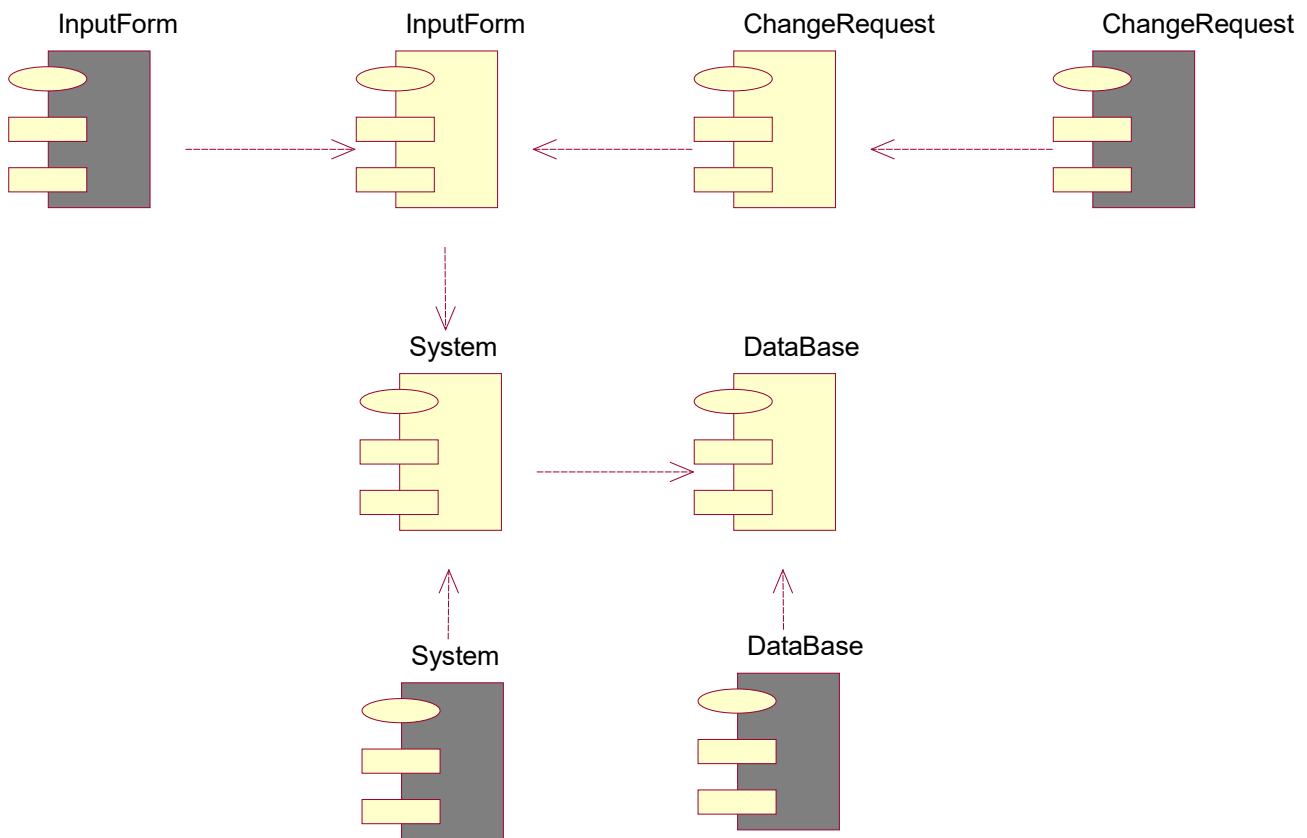 InputForm
InputForm
ChangeRequest
ChangeRequest
System
DataBase
System
DataBase